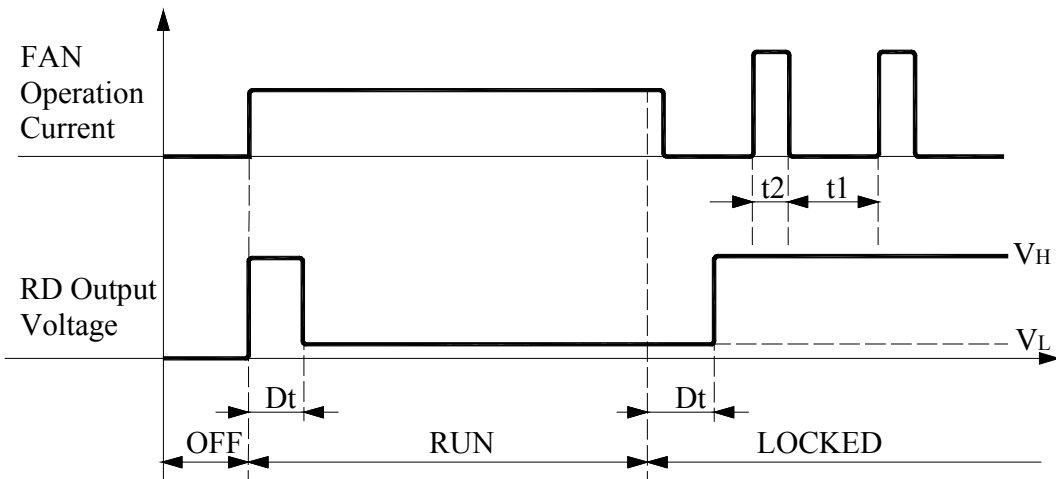 FAN
Operation
Current
t2
t1
VH
RD Output
Voltage
VL
Dt
Dt
OFF
RUN
LOCKED